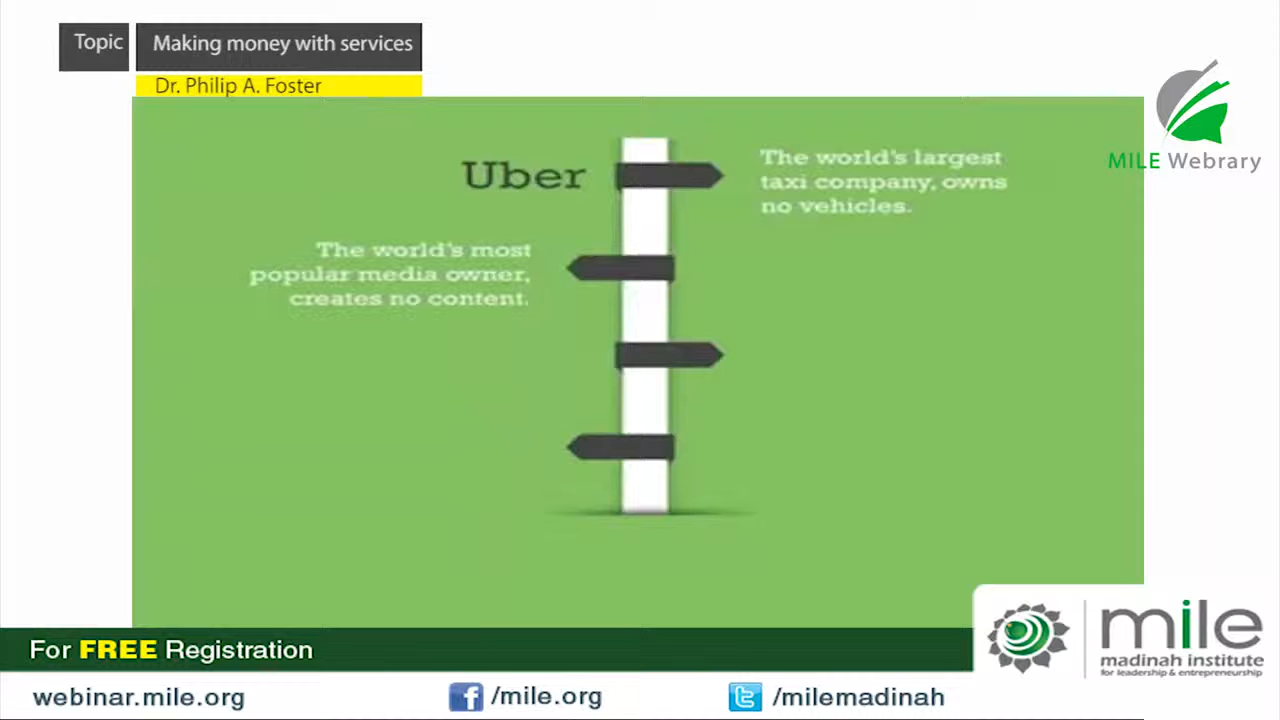 Topic
Making money with services
Dr. Philip A. Foster
MILE Webrary
Uber
The world's largest
taxi company, owns
no vehicles.
The world's most
popular media owner,
creates no content.
For FREE Registration
webinar.mile.org
/mile.org
/milemadinah
mile
madinah institute
for leadership & entrepreneurship